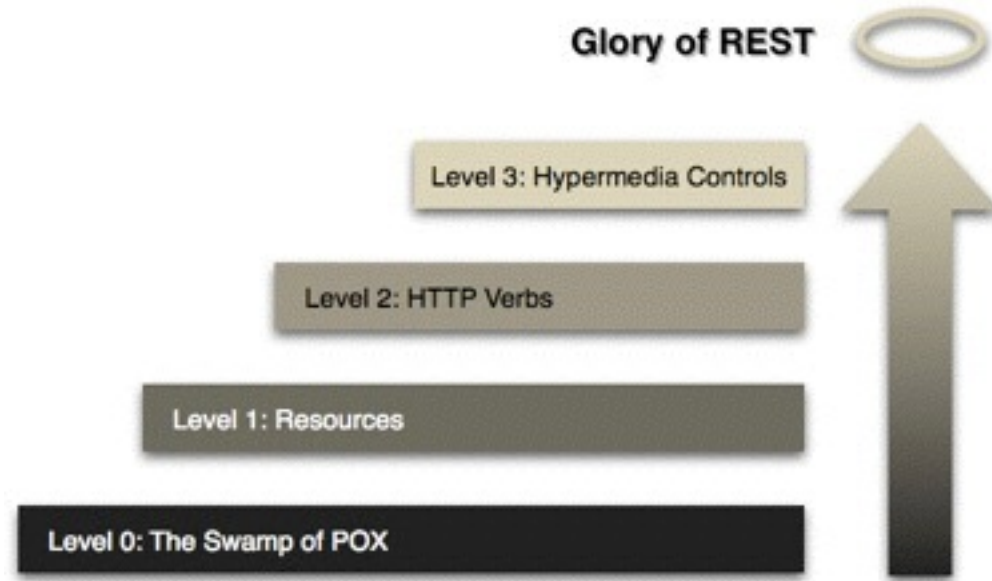 Glory of REST
Level 3: Hypermedia Controls
Level 2: HTTP Verbs
Level 1: Resources
Level 0: The Swamp of POX